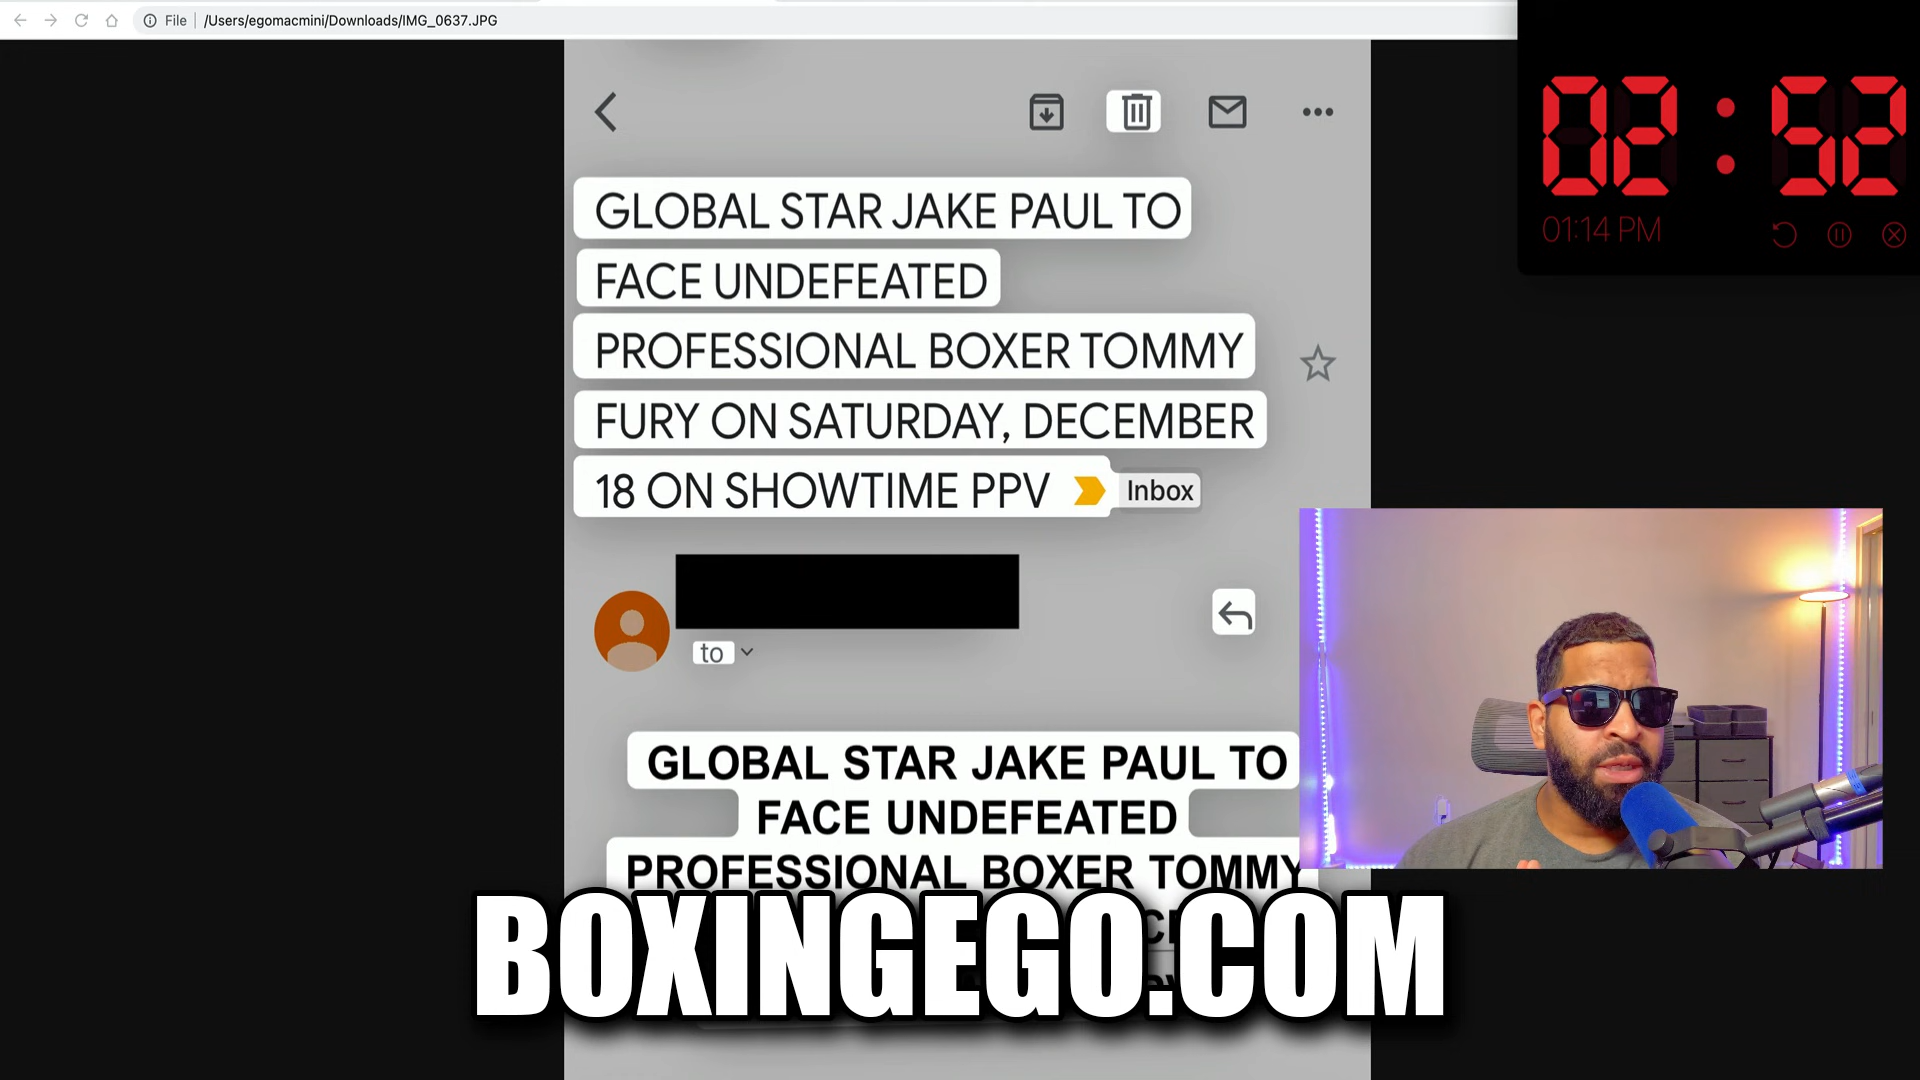 File
/Users/egomacmini/Downloads/IMG_0637.JPG
02:52
01:14 PM
GLOBAL STAR JAKE PAUL TO
FACE UNDEFEATED
PROFESSIONAL BOXER TOMMY
FURY ON SATURDAY, DECEMBER
18 ON SHOWTIME PPV Inbox
to
GLOBAL STAR JAKE PAUL TO
FACE UNDEFEATED
PROFESSIONAL BOXER TOMMY
BOXINGEGO.COM